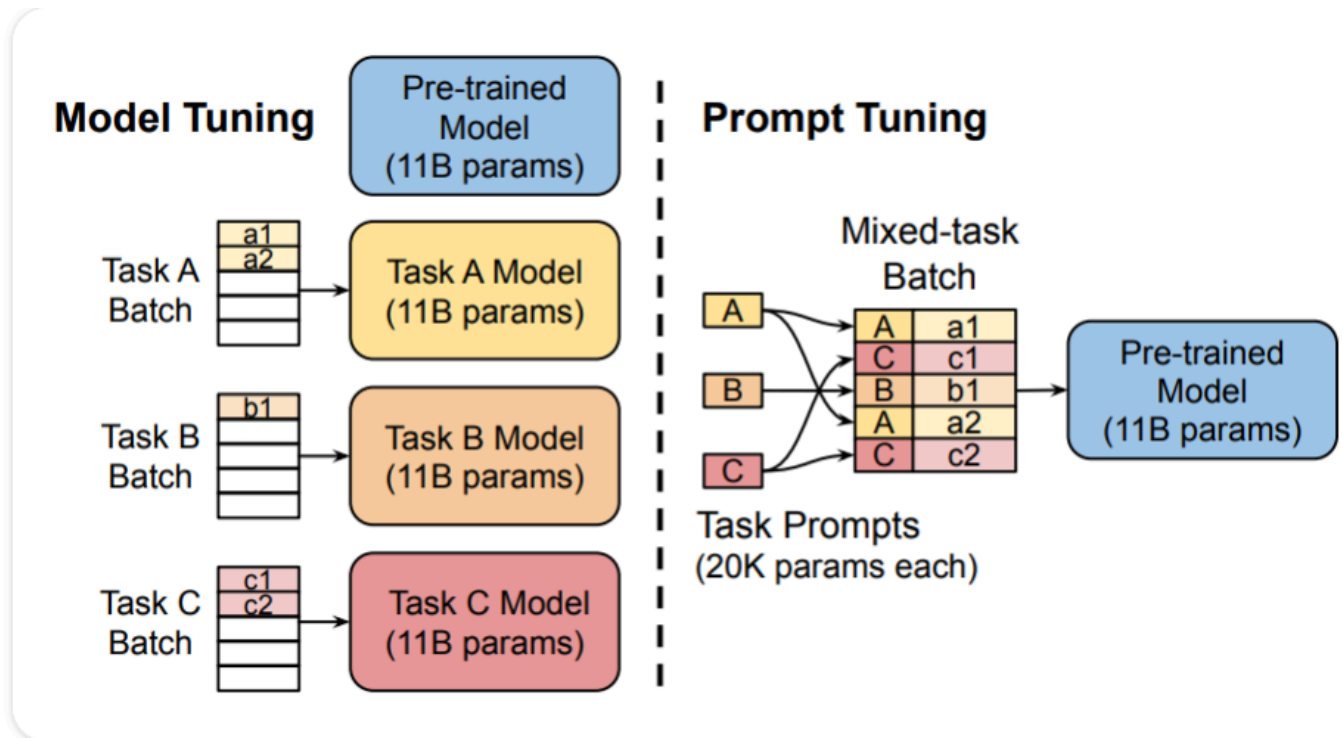 Model Tuning
Pre-trained
Model
(11B params)
Task A
Batch
a1
a2
Task A Model
(11B params)
Task B
Batch
b1
Task B Model
(11B params)
Task C
Batch
c1
c2
Task C Model
(11B params)
Prompt Tuning
Mixed-task
Batch
A
B
C
A a1
C c1
B b1
A a2
C c2
Task Prompts
(20K params each)
Pre-trained
Model
(11B params)